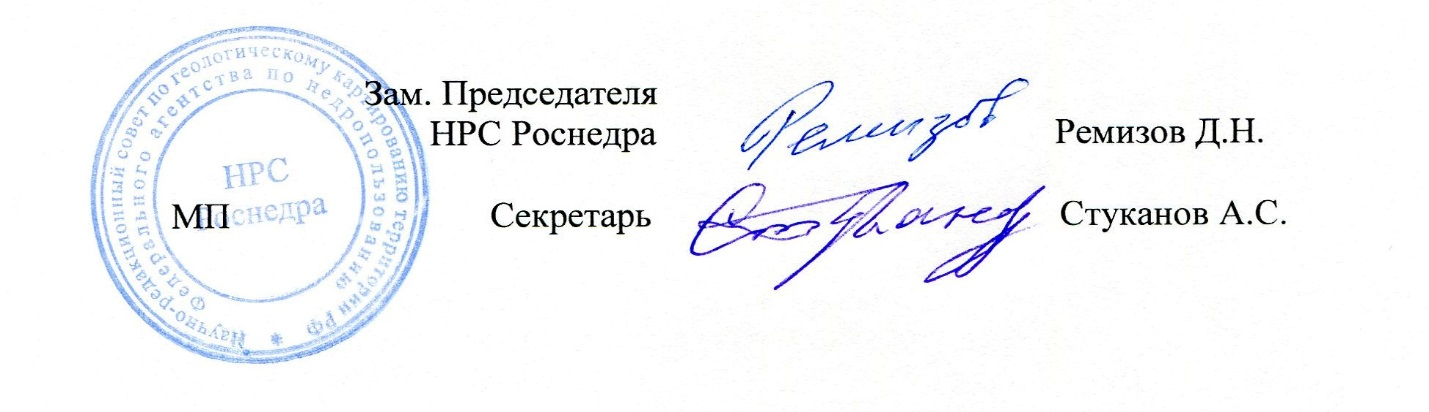 Научно-редакционный совет по геологическому картированию территории РФ *
Федерального агентства по недропользованию
НРС
Роснедра
МП
Зам. Председателя
НРС Роснедра
Ремизов
Ремизов Д.Н.
Секретарь
Стуканов А.С.